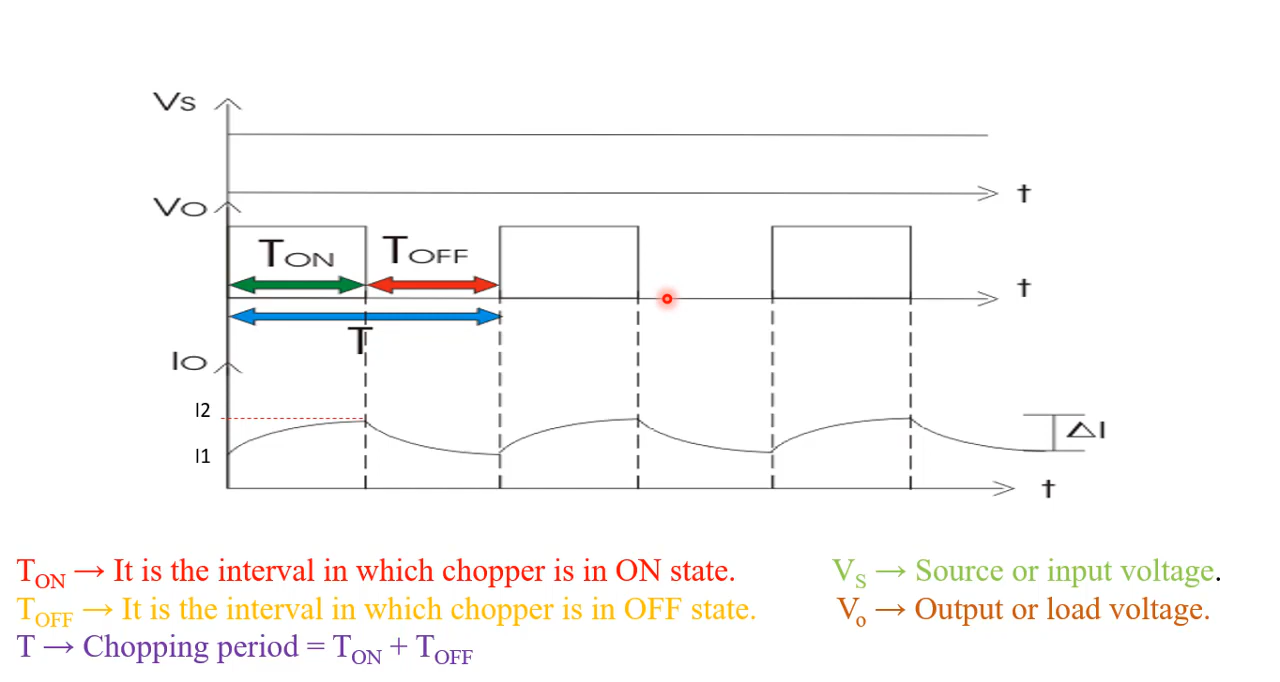 Vs
t
Vo
TON
TOFF
t
T
Io
I2
I1
ΔI
t
TON → It is the interval in which chopper is in ON state.
VS → Source or input voltage.
TOFF → It is the interval in which chopper is in OFF state.
Vo → Output or load voltage.
T → Chopping period = TON + TOFF